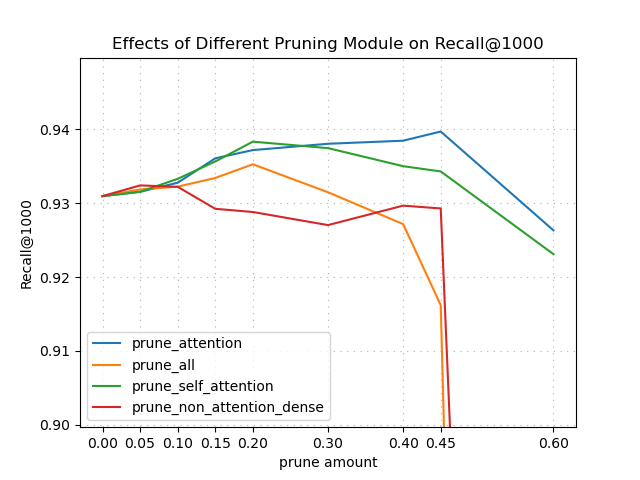 Effects of Different Pruning Module on Recall@1000
Recall@1000
0.94
0.93
0.92
0.91
0.90
prune_attention
prune_all
prune_self_attention
prune_non_attention_dense
0.00 0.05 0.10 0.15 0.20 0.30 0.40 0.45 0.60
prune amount